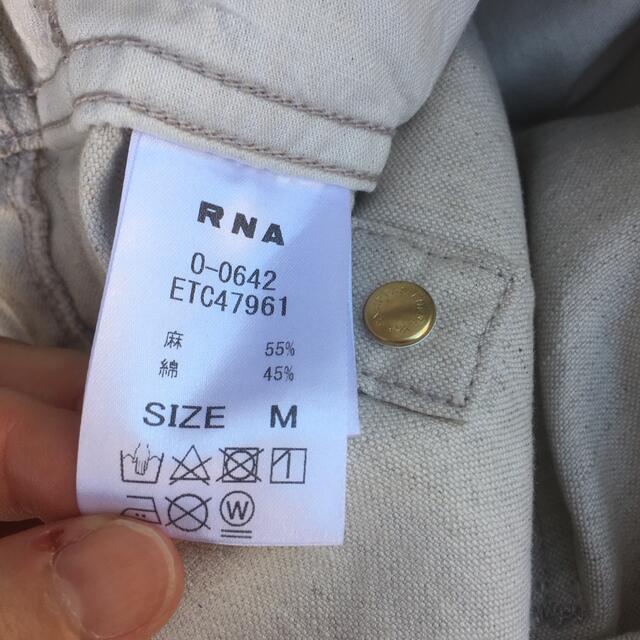 RNA
0-0642
ETC47961
麻 55%
綿 45%
SIZE M
W